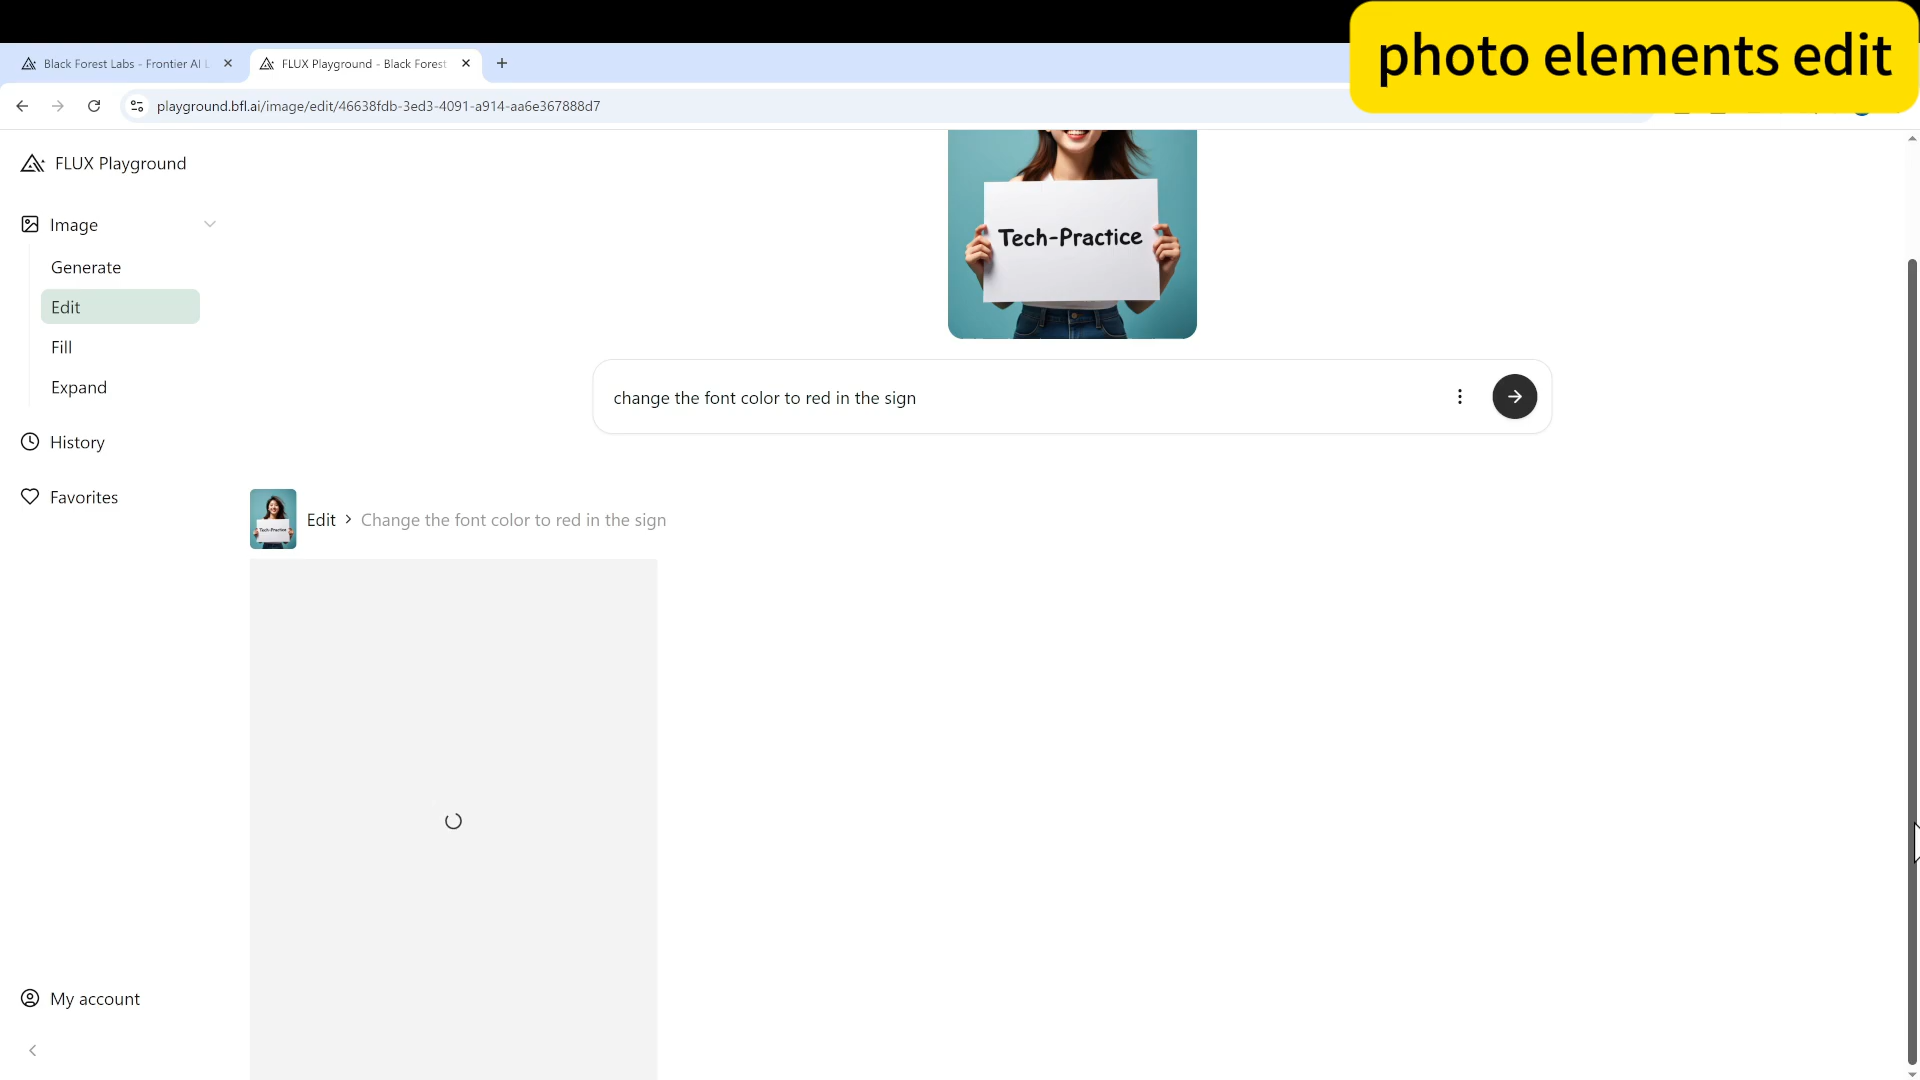 photo elements edit
Black Forest Labs - Frontier AI L
FLUX Playground - Black Forest
playground.bfl.ai/image/edit/46638fdb-3ed3-4091-a914-aa6e367888d7
FLUX Playground
Image
Generate
Edit
Fill
Expand
History
Favorites
My account
Tech-Practice
change the font color to red in the sign
Tech-Practice
Edit > Change the font color to red in the sign